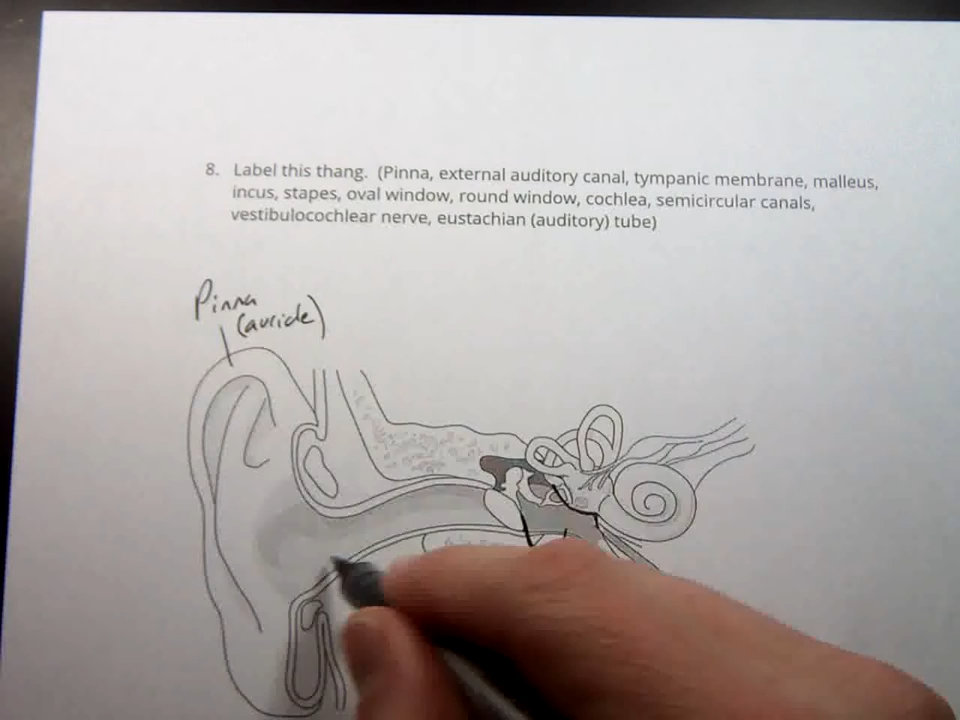 8. Label this thang. (Pinna, external auditory canal, tympanic membrane, malleus,
incus, stapes, oval window, round window, cochlea, semicircular canals,
vestibulocochlear nerve, eustachian (auditory) tube)
Pinna
(auricle)